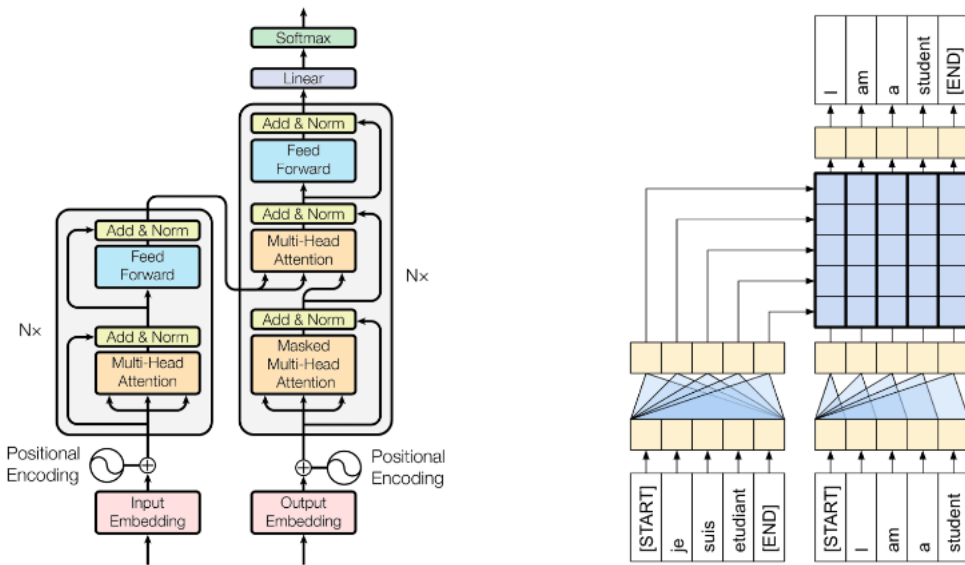 Softmax
Linear
Add & Norm
Feed
Forward
Add & Norm
Multi-Head
Attention
Nx
Add & Norm
Masked
Multi-Head
Attention
Add & Norm
Feed
Forward
Nx
Add & Norm
Multi-Head
Attention
Positional
Encoding
Positional
Encoding
Input
Embedding
Output
Embedding
I
am
a
student
[END]
[START]
je
suis
etudiant
[END]
[START]
I
am
a
student